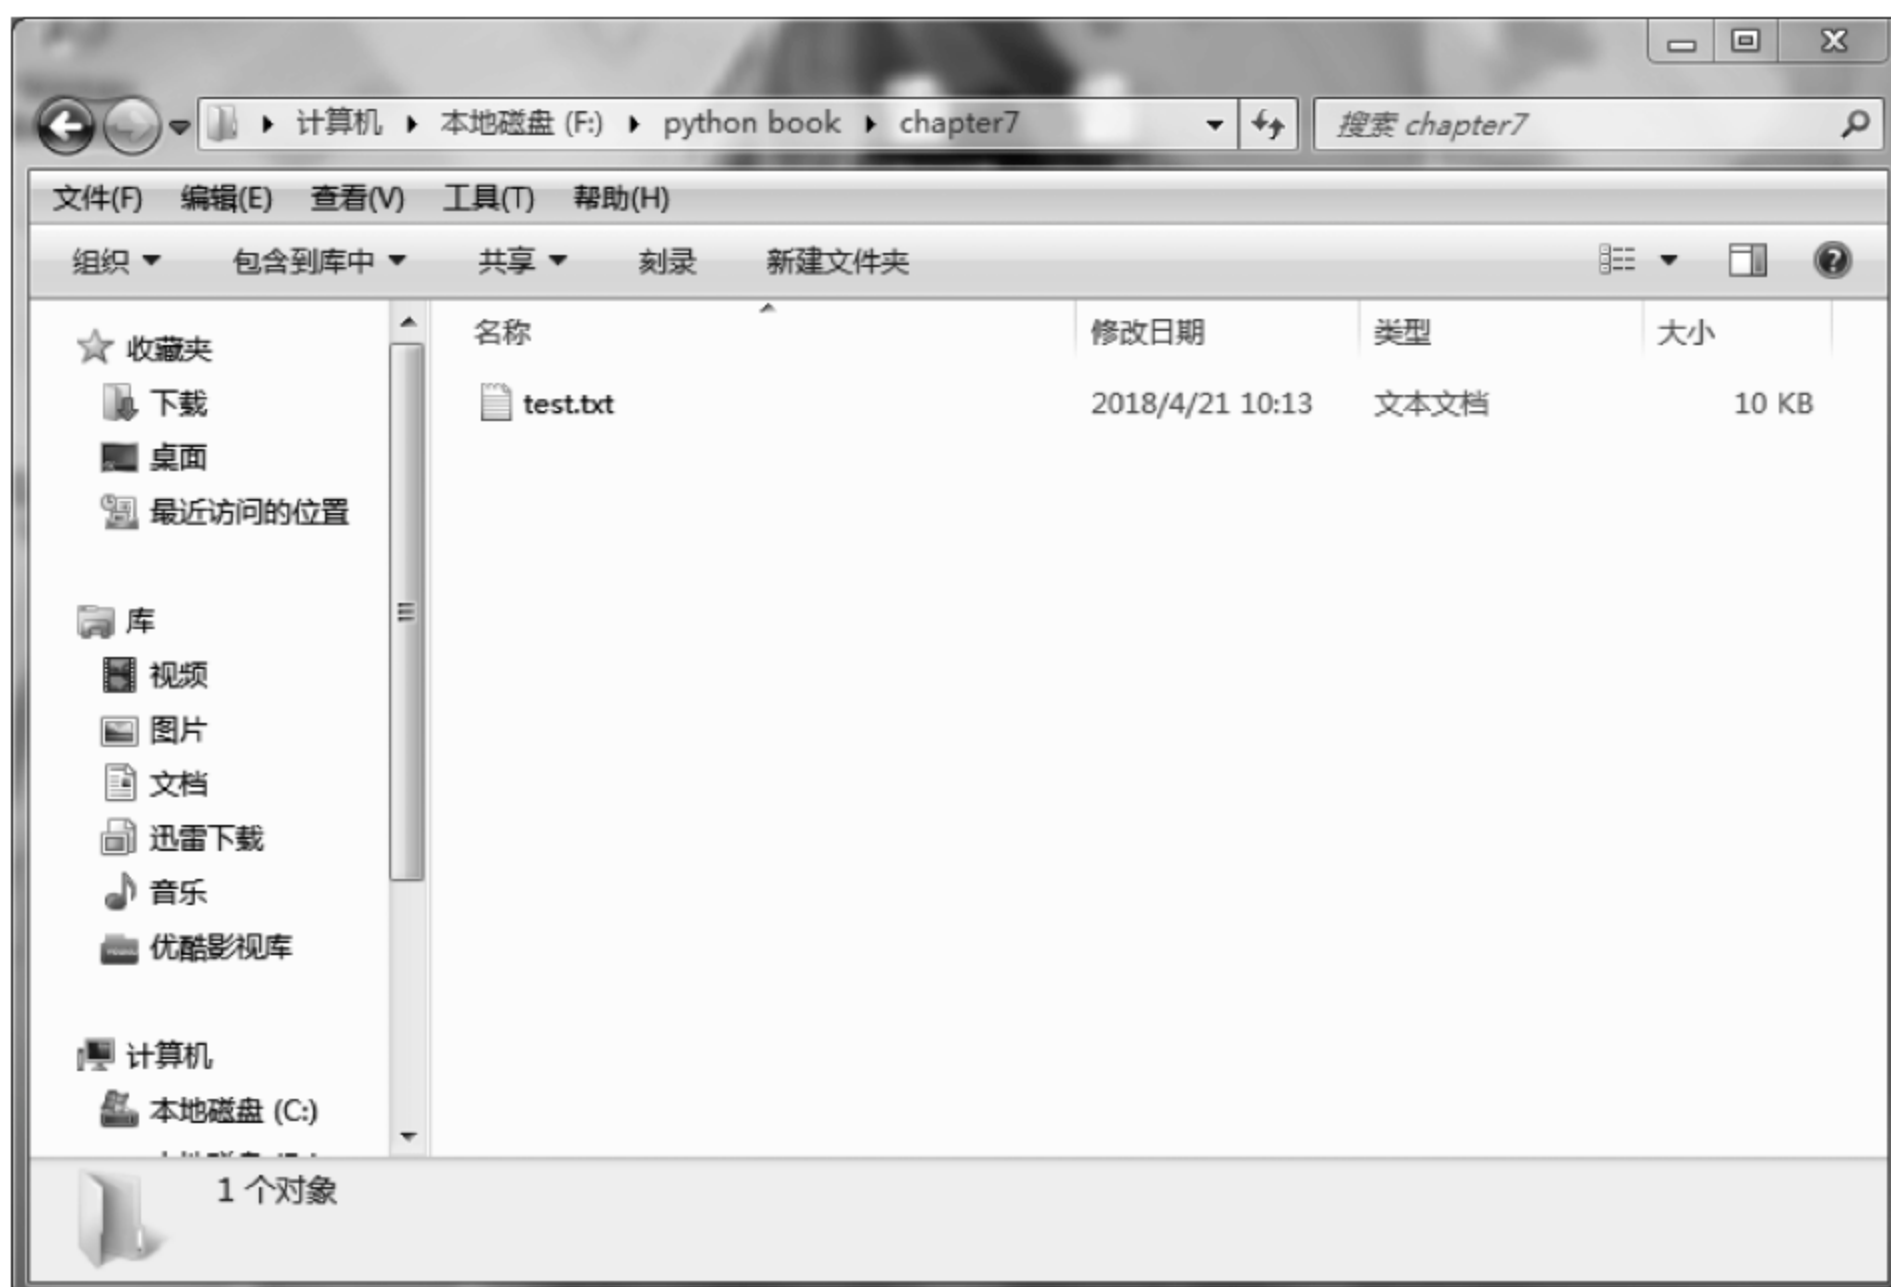 计算机 本地磁盘 (F:) python book chapter7 搜索 chapter7
文件(F) 编辑(E) 查看(V) 工具(T) 帮助(H)
组织 包含到库中 共享 刻录 新建文件夹
名称 修改日期 类型 大小
test.txt 2018/4/21 10:13 文本文档 10 KB
收藏夹
下载
桌面
最近访问的位置
库
视频
图片
文档
迅雷下载
音乐
优酷影视库
计算机
本地磁盘 (C:)
1 个对象